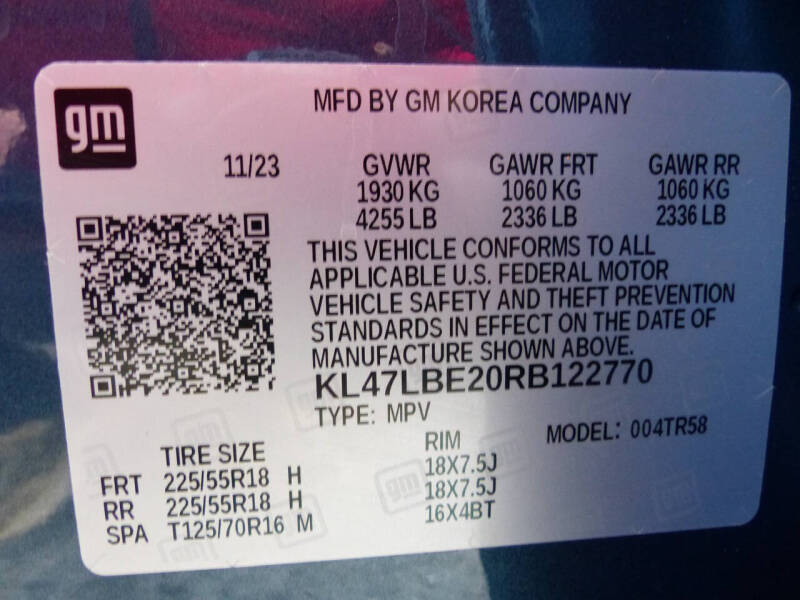 gm
MFD BY GM KOREA COMPANY
11/23 GVWR GAWR FRT GAWR RR
1930 KG 1060 KG 1060 KG
4255 LB 2336 LB 2336 LB
THIS VEHICLE CONFORMS TO ALL
APPLICABLE U.S. FEDERAL MOTOR
VEHICLE SAFETY AND THEFT PREVENTION
STANDARDS IN EFFECT ON THE DATE OF
MANUFACTURE SHOWN ABOVE.
KL47LBE20RB122770
TYPE: MPV MODEL: 004TR58
TIRE SIZE RIM
FRT 225/55R18 H 18X7.5J
RR 225/55R18 H 18X7.5J
SPA T125/70R16 M 16X4BT
gm